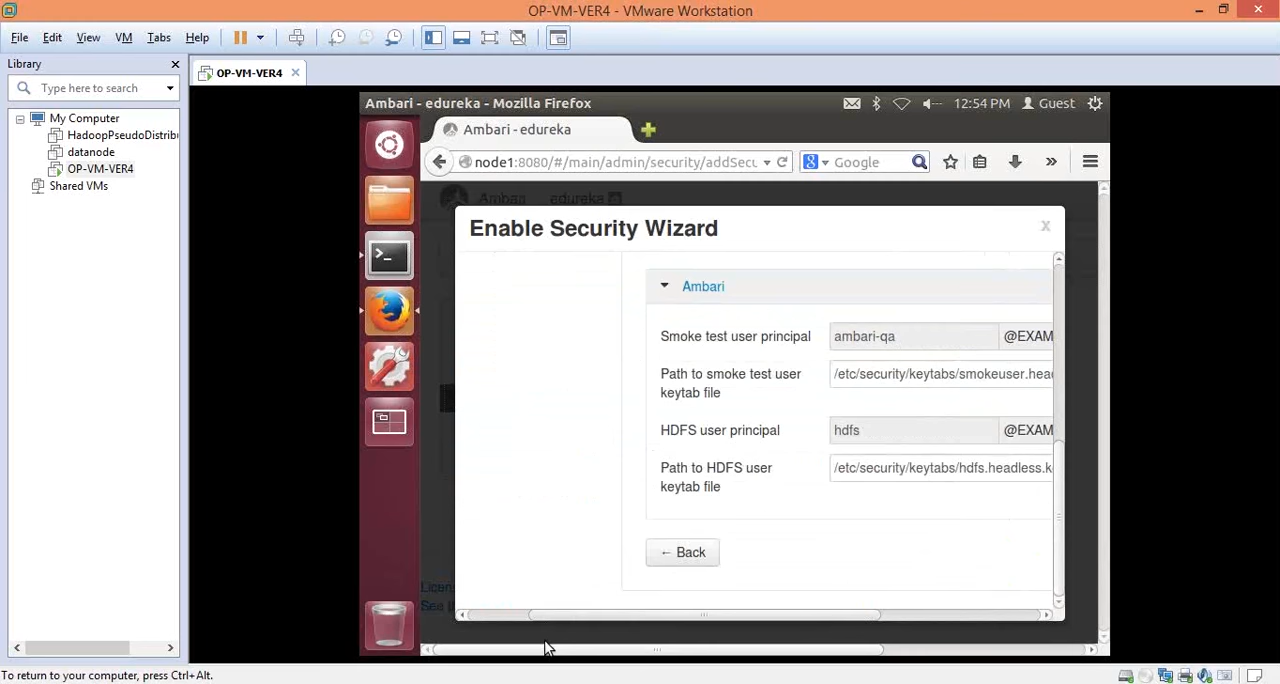 OP-VM-VER4 - VMware Workstation
File Edit View VM Tabs Help
Library
OP-VM-VER4
Type here to search
My Computer
HadoopPseudoDistrib
datanode
OP-VM-VER4
Shared VMs
Ambari - edureka - Mozilla Firefox
12:54 PM Guest
Ambari - edureka
node1:8080/#/main/admin/security/addSecu
Google
edureka
Enable Security Wizard
x
Ambari
Smoke test user principal
ambari-qa
@EXAM
Path to smoke test user
keytab file
/etc/security/keytabs/smokeuser.head
HDFS user principal
hdfs
@EXAM
Path to HDFS user
keytab file
/etc/security/keytabs/hdfs.headless.k
← Back
Licens
To return to your computer, press Ctrl+Alt.